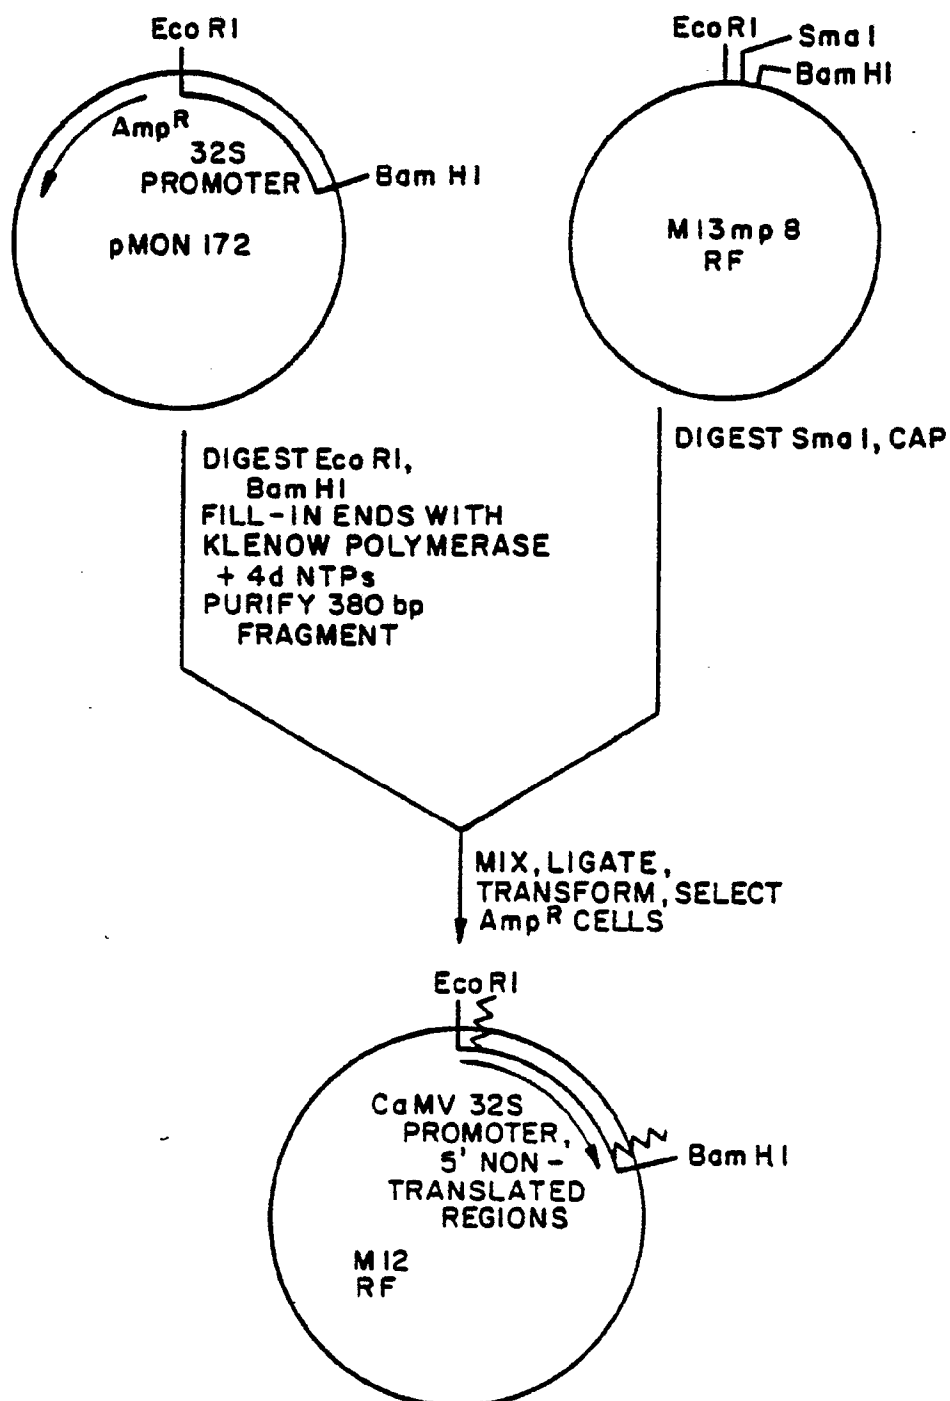 Eco RI
Amp R
32S
PROMOTER
Bam HI
pMON 172
Eco RI
Sma I
Bam HI
M13mp 8
RF
DIGEST Eco RI,
Bam HI
FILL-IN ENDS WITH
KLENOW POLYMERASE
+ 4d NTPs
PURIFY 380 bp
FRAGMENT
DIGEST Sma I, CAP
MIX, LIGATE,
TRANSFORM, SELECT
Amp R CELLS
Eco RI
CaMV 32S
PROMOTER,
5' NON-
TRANSLATED
REGIONS
Bam HI
M12
RF